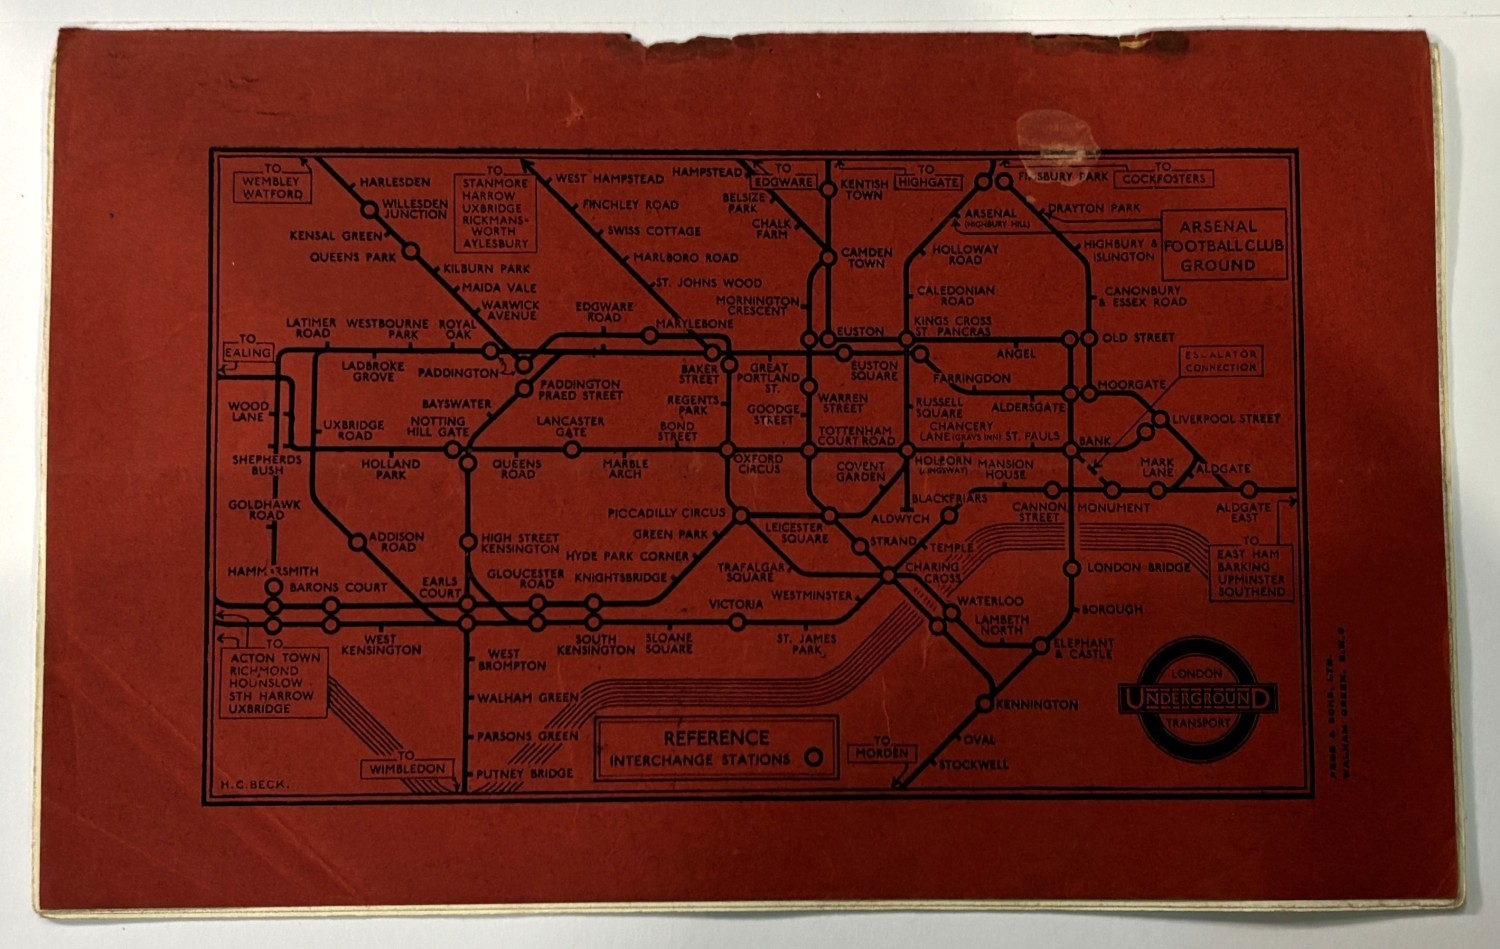 TO
WEMBLEY
WATFORD
HARLESDEN
WILLESDEN
JUNCTION
KENSAL GREEN
QUEENS PARK
KILBURN PARK
MAIDA VALE
WARWICK
AVENUE
TO
STANMORE
HARROW
UXBRIDGE
RICKMANS-
WORTH
AYLESBURY
WEST HAMPSTEAD
FINCHLEY ROAD
SWISS COTTAGE
MARLBORO ROAD
ST. JOHNS WOOD
HAMPSTEAD
TO
EDGWARE
BELSIZE
PARK
CHALK
FARM
KENTISH
TOWN
TO
HIGHGATE
CAMDEN
TOWN
MORNINGTON
CRESCENT
FINSBURY PARK
TO
COCKFOSTERS
ARSENAL
(HIGHBURY HILL)
DRAYTON PARK
ARSENAL
FOOTBALL CLUB
GROUND
HOLLOWAY
ROAD
HIGHBURY &
ISLINGTON
CALEDONIAN
ROAD
CANONBURY
& ESSEX ROAD
TO
EALING
LATIMER
ROAD
WESTBOURNE
PARK
ROYAL
OAK
EDGWARE
ROAD
MARYLEBONE
EUSTON
KINGS CROSS
ST. PANCRAS
OLD STREET
LADBROKE
GROVE
PADDINGTON
PADDINGTON
PRAED STREET
BAKER
STREET
GREAT
PORTLAND
ST.
EUSTON
SQUARE
ANGEL
FARRINGDON
ESCALATOR
CONNECTION
BAYSWATER
REGENTS
PARK
GOODGE
STREET
WARREN
STREET
RUSSELL
SQUARE
ALDERSGATE
MOORGATE
LIVERPOOL STREET
WOOD
LANE
UXBRIDGE
ROAD
NOTTING
HILL GATE
LANCASTER
GATE
BOND
STREET
TOTTENHAM
COURT ROAD
CHANCERY
LANE (GRAYS INN)
ST. PAULS
BANK
SHEPHERDS
BUSH
HOLLAND
PARK
QUEENS
ROAD
MARBLE
ARCH
OXFORD
CIRCUS
COVENT
GARDEN
HOLBORN
(KINGSWAY)
MANSION
HOUSE
MARK
LANE
ALDGATE
GOLDHAWK
ROAD
PICCADILLY CIRCUS
LEICESTER
SQUARE
ALDWYCH
BLACKFRIARS
CANNON
STREET
MONUMENT
ALDGATE
EAST
ADDISON
ROAD
HIGH STREET
KENSINGTON
GREEN PARK
HYDE PARK CORNER
KNIGHTSBRIDGE
STRAND
TEMPLE
TRAFALGAR
SQUARE
CHARING
CROSS
LONDON BRIDGE
TO
EAST HAM
BARKING
UPMINSTER
SOUTHEND
HAMMERSMITH
BARONS COURT
EARLS
COURT
GLOUCESTER
ROAD
VICTORIA
WESTMINSTER
WATERLOO
LAMBETH
NORTH
BOROUGH
ELEPHANT
& CASTLE
WEST
KENSINGTON
SOUTH
KENSINGTON
SLOANE
SQUARE
ST. JAMES
PARK
TO
ACTON TOWN
RICHMOND
HOUNSLOW
STH HARROW
UXBRIDGE
WEST
BROMPTON
WALHAM GREEN
PARSONS GREEN
PUTNEY BRIDGE
TO
WIMBLEDON
KENNINGTON
OVAL
STOCKWELL
TO
MORDEN
REFERENCE
INTERCHANGE STATIONS
LONDON
UNDERGROUND
TRANSPORT
H.C. BECK.
& SONS, LTD.
WALHAM GREEN, S.W.6